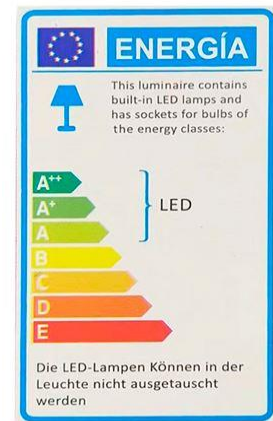 ENERGÍA
This luminaire contains
built-in LED lamps and
has sockets for bulbs of
the energy classes:
A++
A+
A
B
C
D
E
LED
Die LED-Lampen Können in der
Leuchte nicht ausgetauscht
werden